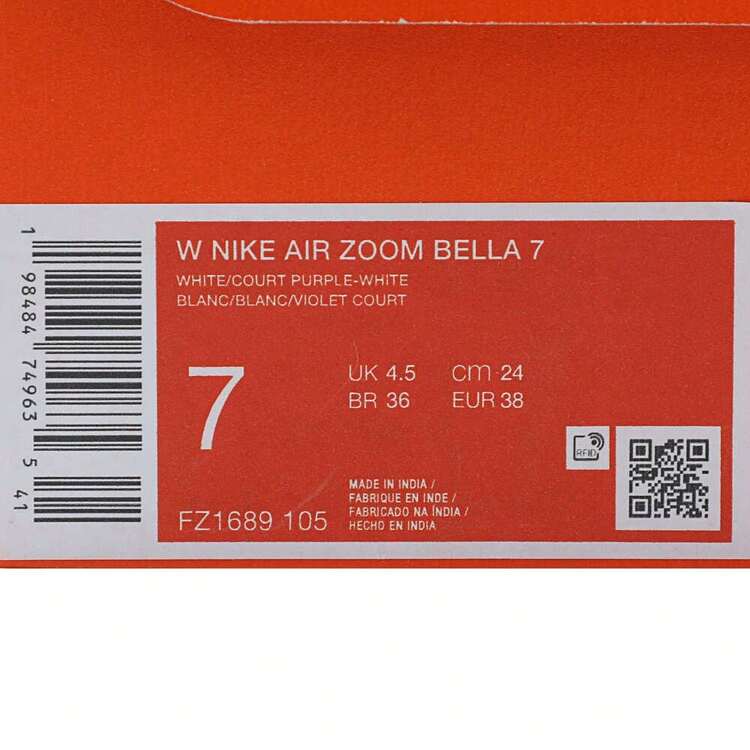 W NIKE AIR ZOOM BELLA 7
WHITE/COURT PURPLE-WHITE
BLANC/BLANC/VIOLET COURT
7
UK 4.5 CM 24
BR 36 EUR 38
RFID
MADE IN INDIA /
FABRIQUE EN INDE /
FABRICADO NA ÍNDIA /
HECHO EN INDIA
FZ1689 105
1 98484 74963 5 41